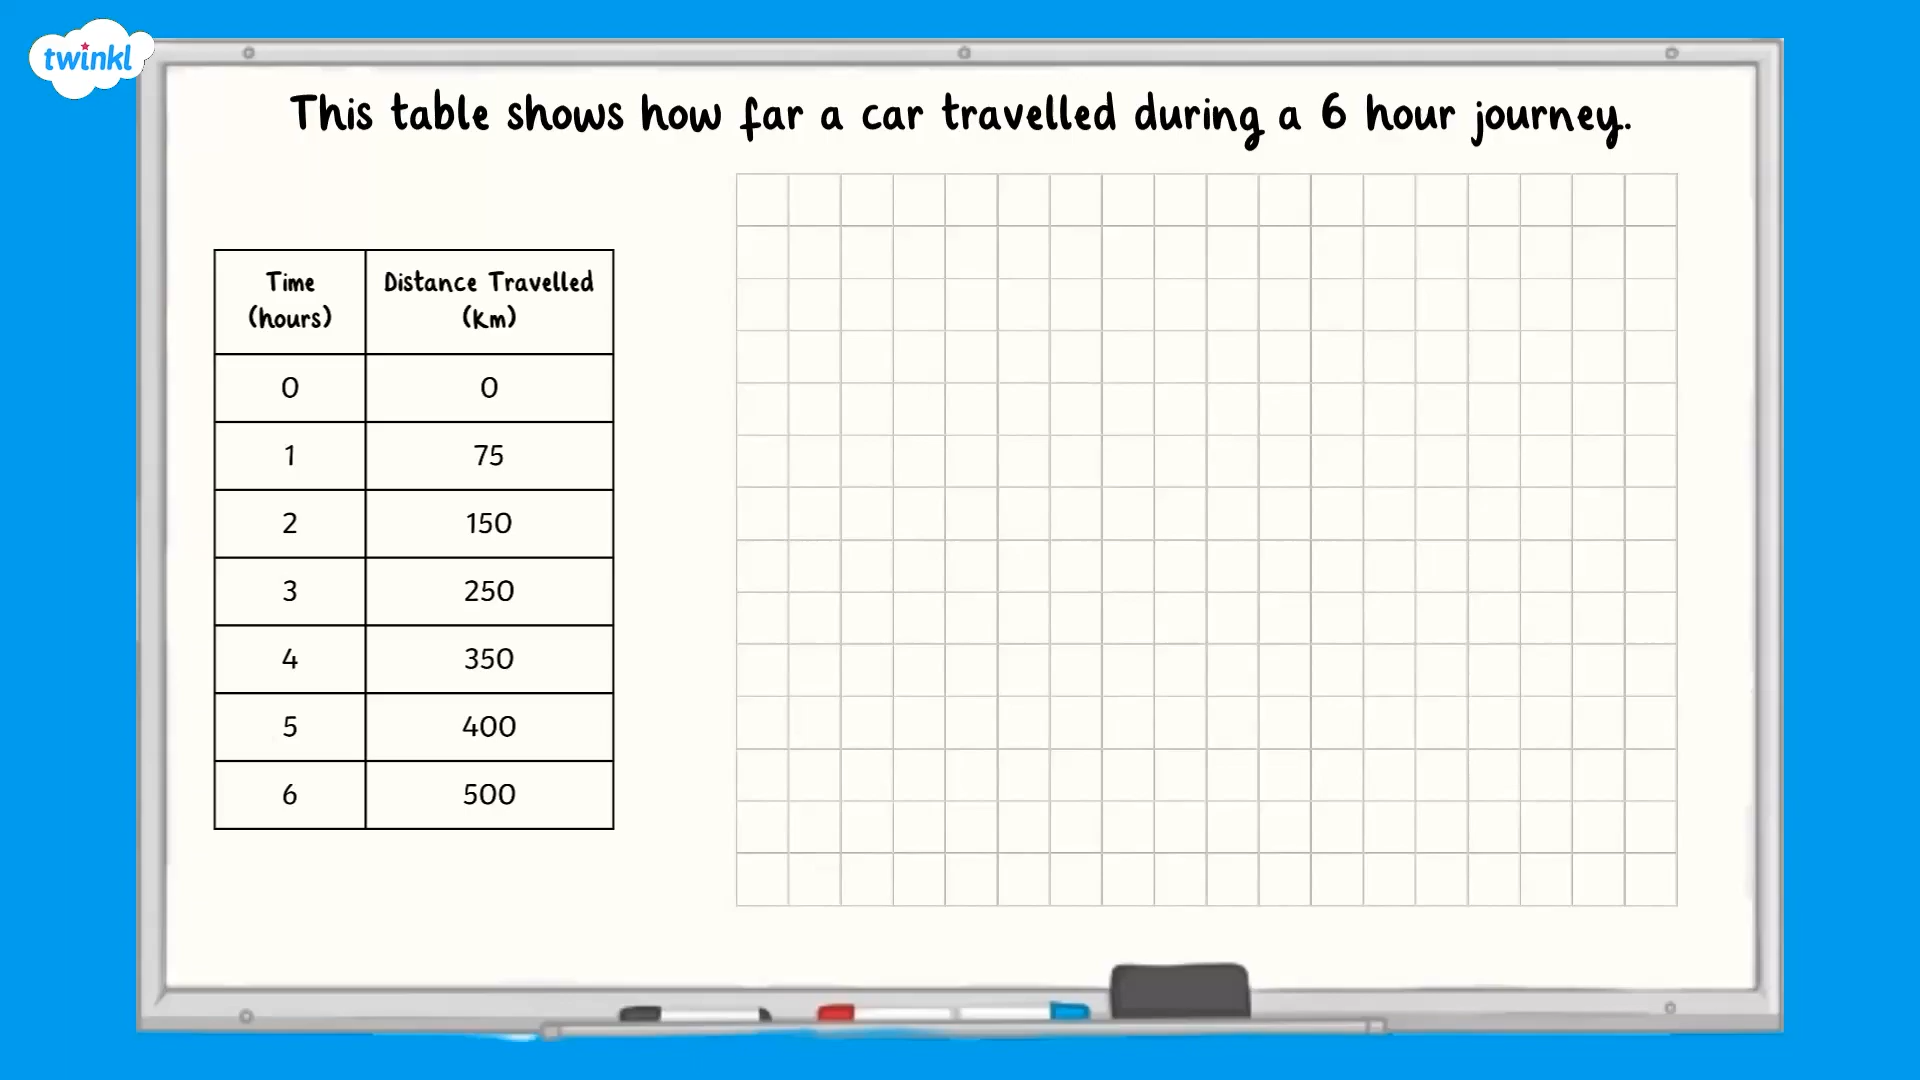 twinkl
This table shows how far a car travelled during a 6 hour journey.
Time
(hours)
Distance Travelled
(km)
0 0
1 75
2 150
3 250
4 350
5 400
6 500